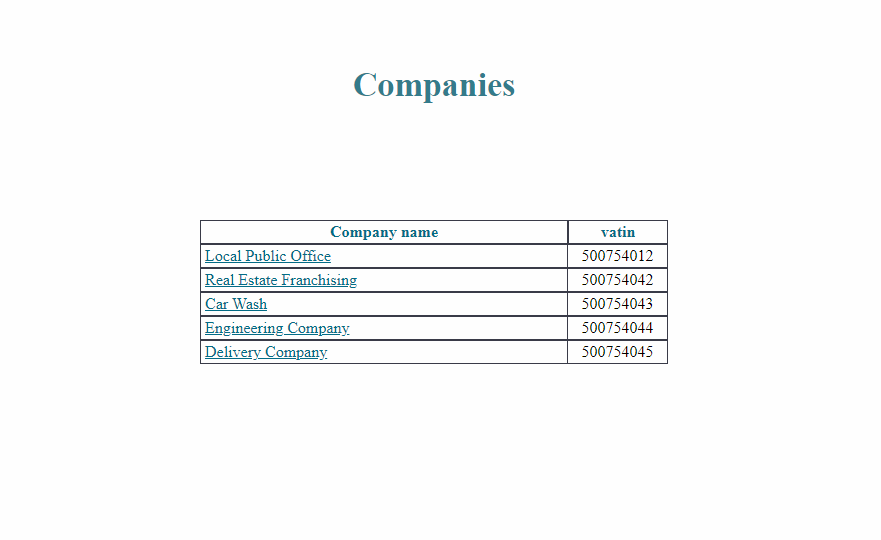 Companies
Company name vatin
Local Public Office 500754012
Real Estate Franchising 500754042
Car Wash 500754043
Engineering Company 500754044
Delivery Company 500754045